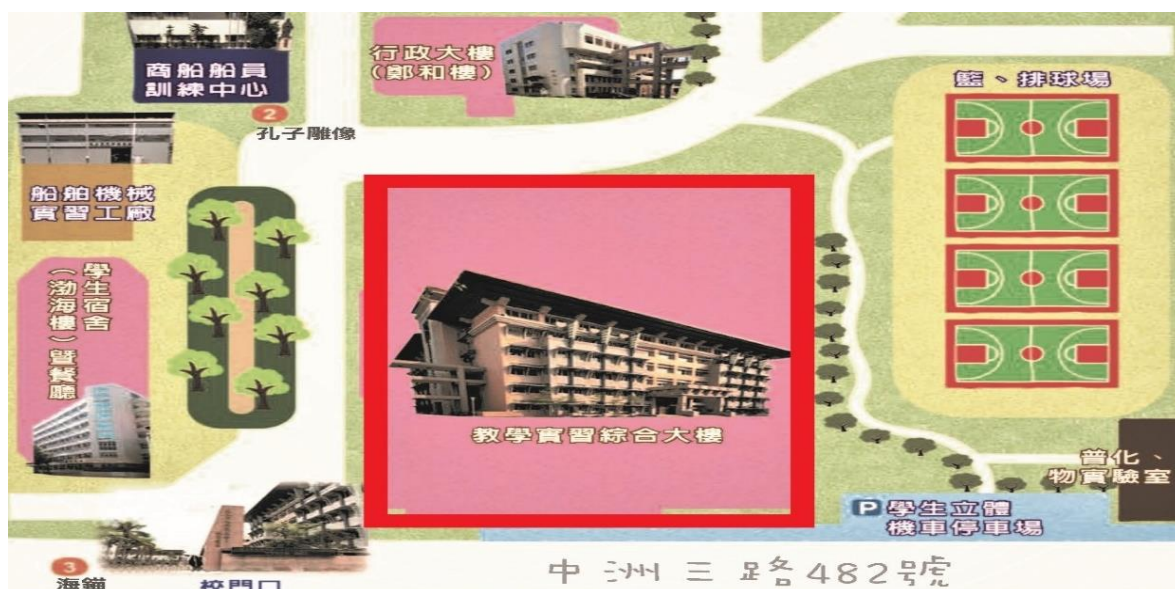 商船船員
訓練中心
2
孔子雕像
行政大樓
(鄭和樓)
籃、排球場
船舶機械
實習工廠
學生宿舍
(渤海樓)暨餐廳
教學實習綜合大樓
普化、
物實驗室
P學生立體
機車停車場
3
海錨
校門口
中洲三路482號